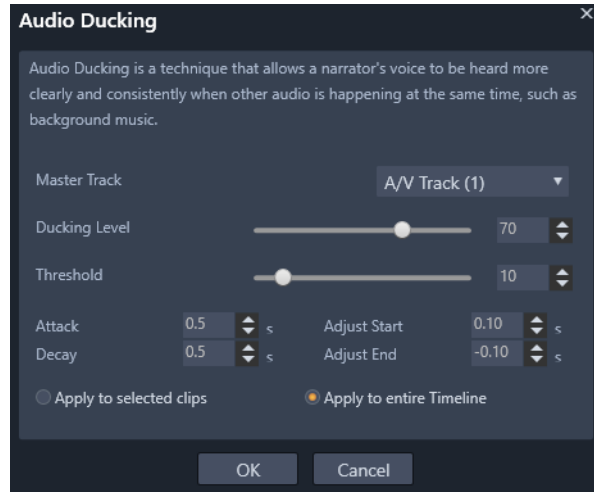 Audio Ducking
Audio Ducking is a technique that allows a narrator's voice to be heard more
clearly and consistently when other audio is happening at the same time, such as
background music.
Master Track A/V Track (1)
Ducking Level 70
Threshold 10
Attack 0.5 s Adjust Start 0.10 s
Decay 0.5 s Adjust End -0.10 s
Apply to selected clips Apply to entire Timeline
OK Cancel